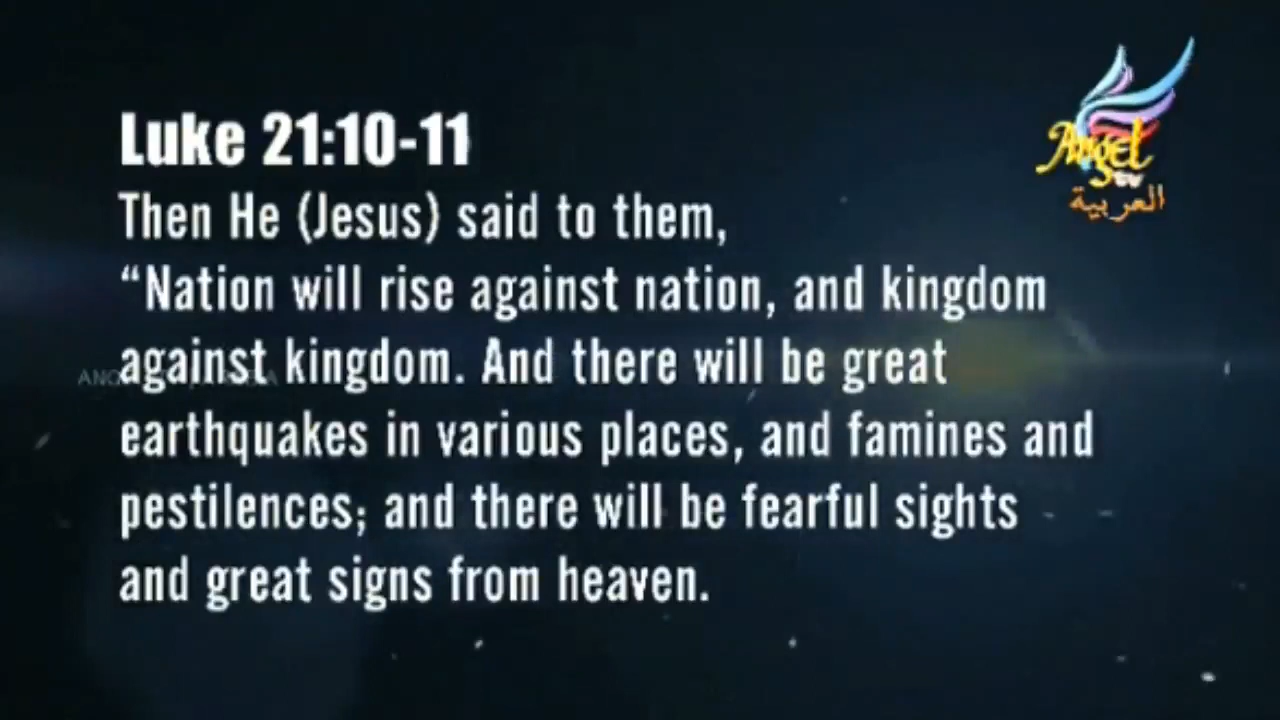 Luke 21:10-11
Then He (Jesus) said to them,
“Nation will rise against nation, and kingdom
against kingdom. And there will be great
earthquakes in various places, and famines and
pestilences; and there will be fearful sights
and great signs from heaven.
Angel
TV
العربية